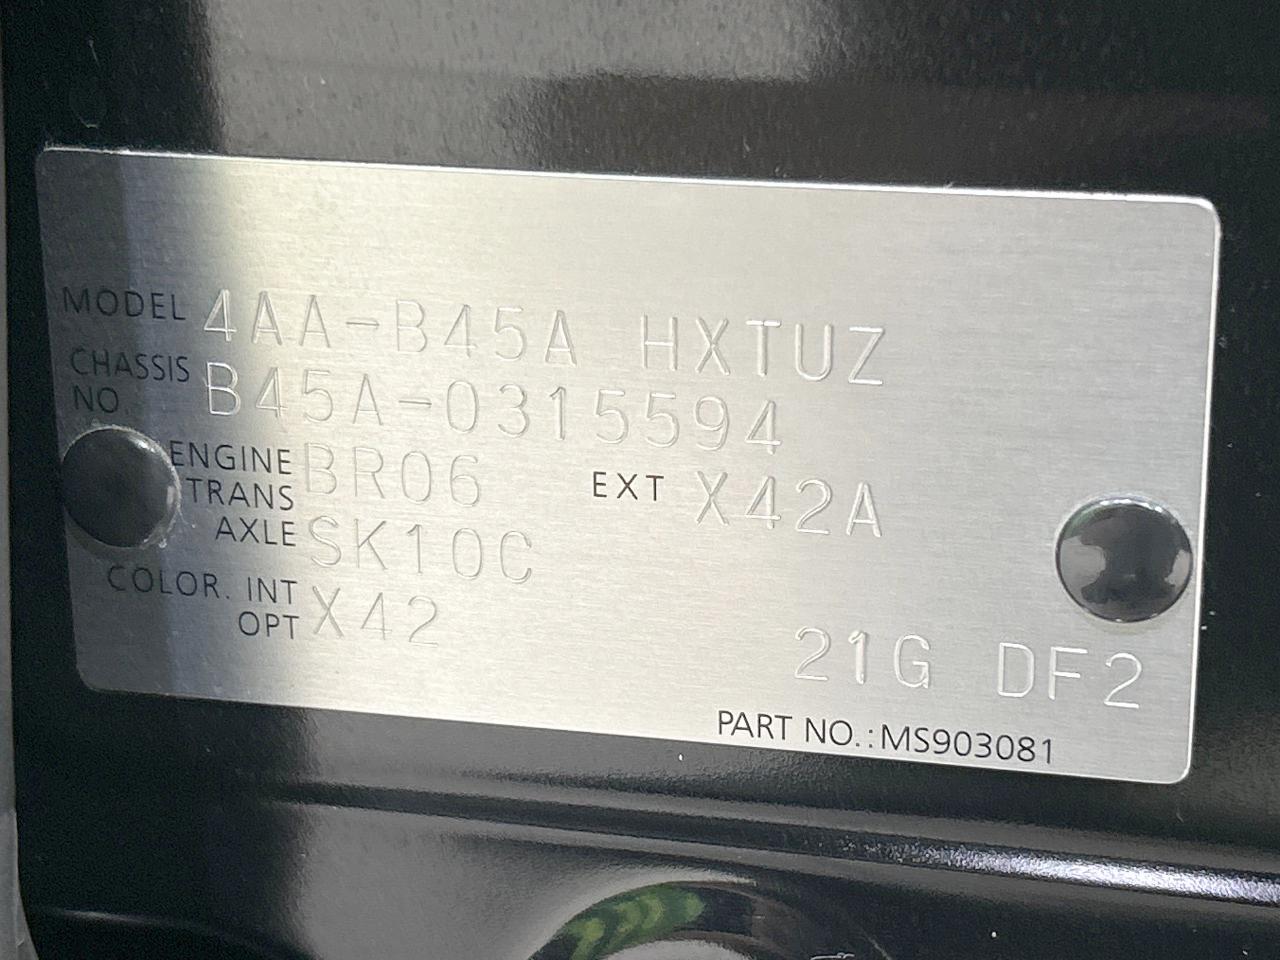 MODEL 4AA-B45A HXTUZ
CHASSIS
NO. B45A-0315594
ENGINE BR06 EXT X42A
TRANS
AXLE SK10C
COLOR. INT
OPT X42
21G DF2
PART NO.:MS903081